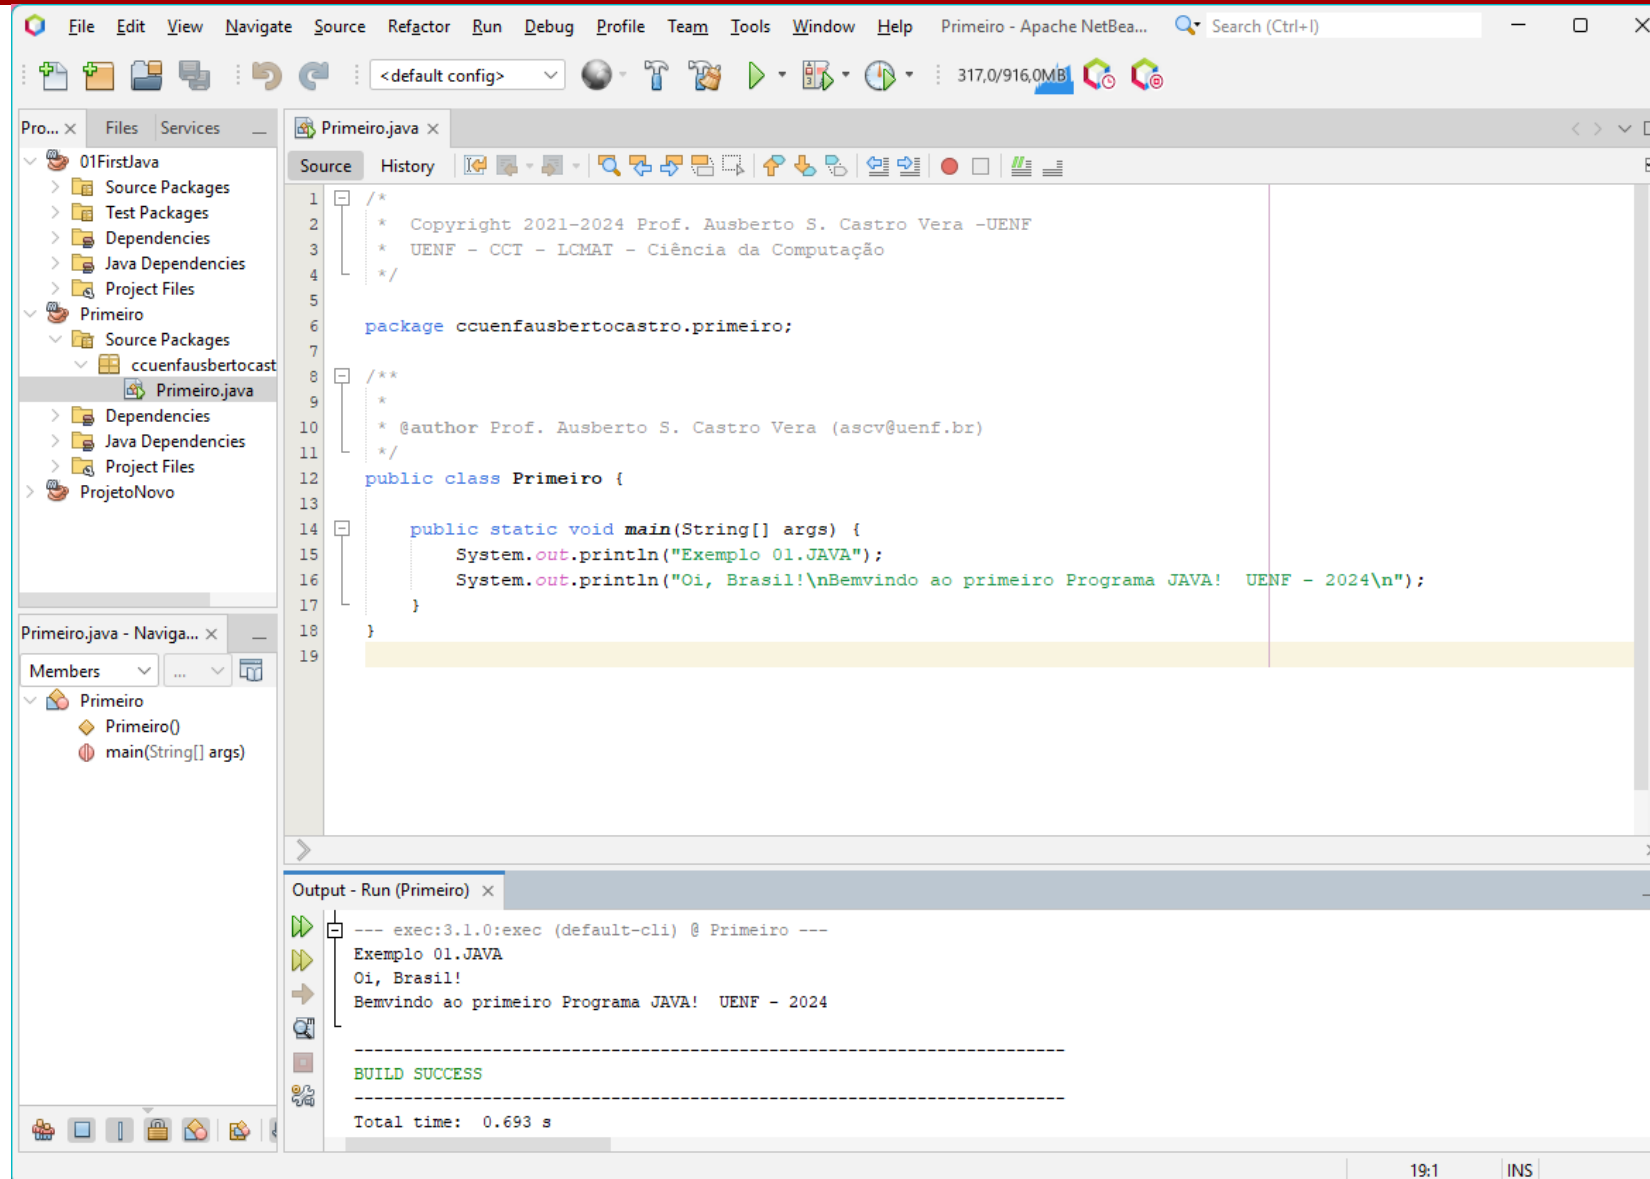 File Edit View Navigate Source Refactor Run Debug Profile Team Tools Window Help Primeiro - Apache NetBea... Search (Ctrl+I)
<default config> 317,0/916,0MB
Pro... Files Services
01FirstJava
Source Packages
Test Packages
Dependencies
Java Dependencies
Project Files
Primeiro
Source Packages
ccuenfausbertocast
Primeiro.java
Dependencies
Java Dependencies
Project Files
ProjetoNovo
Primeiro.java - Naviga...
Members ...
Primeiro
Primeiro()
main(String[] args)
Primeiro.java
Source History
1 /*
2 * Copyright 2021-2024 Prof. Ausberto S. Castro Vera -UENF
3 * UENF - CCT - LCMAT - Ciência da Computação
4 */
5
6 package ccuenfausbertocastro.primeiro;
7
8 /**
9 *
10 * @author Prof. Ausberto S. Castro Vera (ascv@uenf.br)
11 */
12 public class Primeiro {
13
14 public static void main(String[] args) {
15 System.out.println("Exemplo 01.JAVA");
16 System.out.println("Oi, Brasil!\nBemvindo ao primeiro Programa JAVA!  UENF - 2024\n");
17 }
18 }
19
Output - Run (Primeiro)
--- exec:3.1.0:exec (default-cli) @ Primeiro ---
Exemplo 01.JAVA
Oi, Brasil!
Bemvindo ao primeiro Programa JAVA!  UENF - 2024
------------------------------------------------------------------------
BUILD SUCCESS
------------------------------------------------------------------------
Total time:  0.693 s
19:1 INS